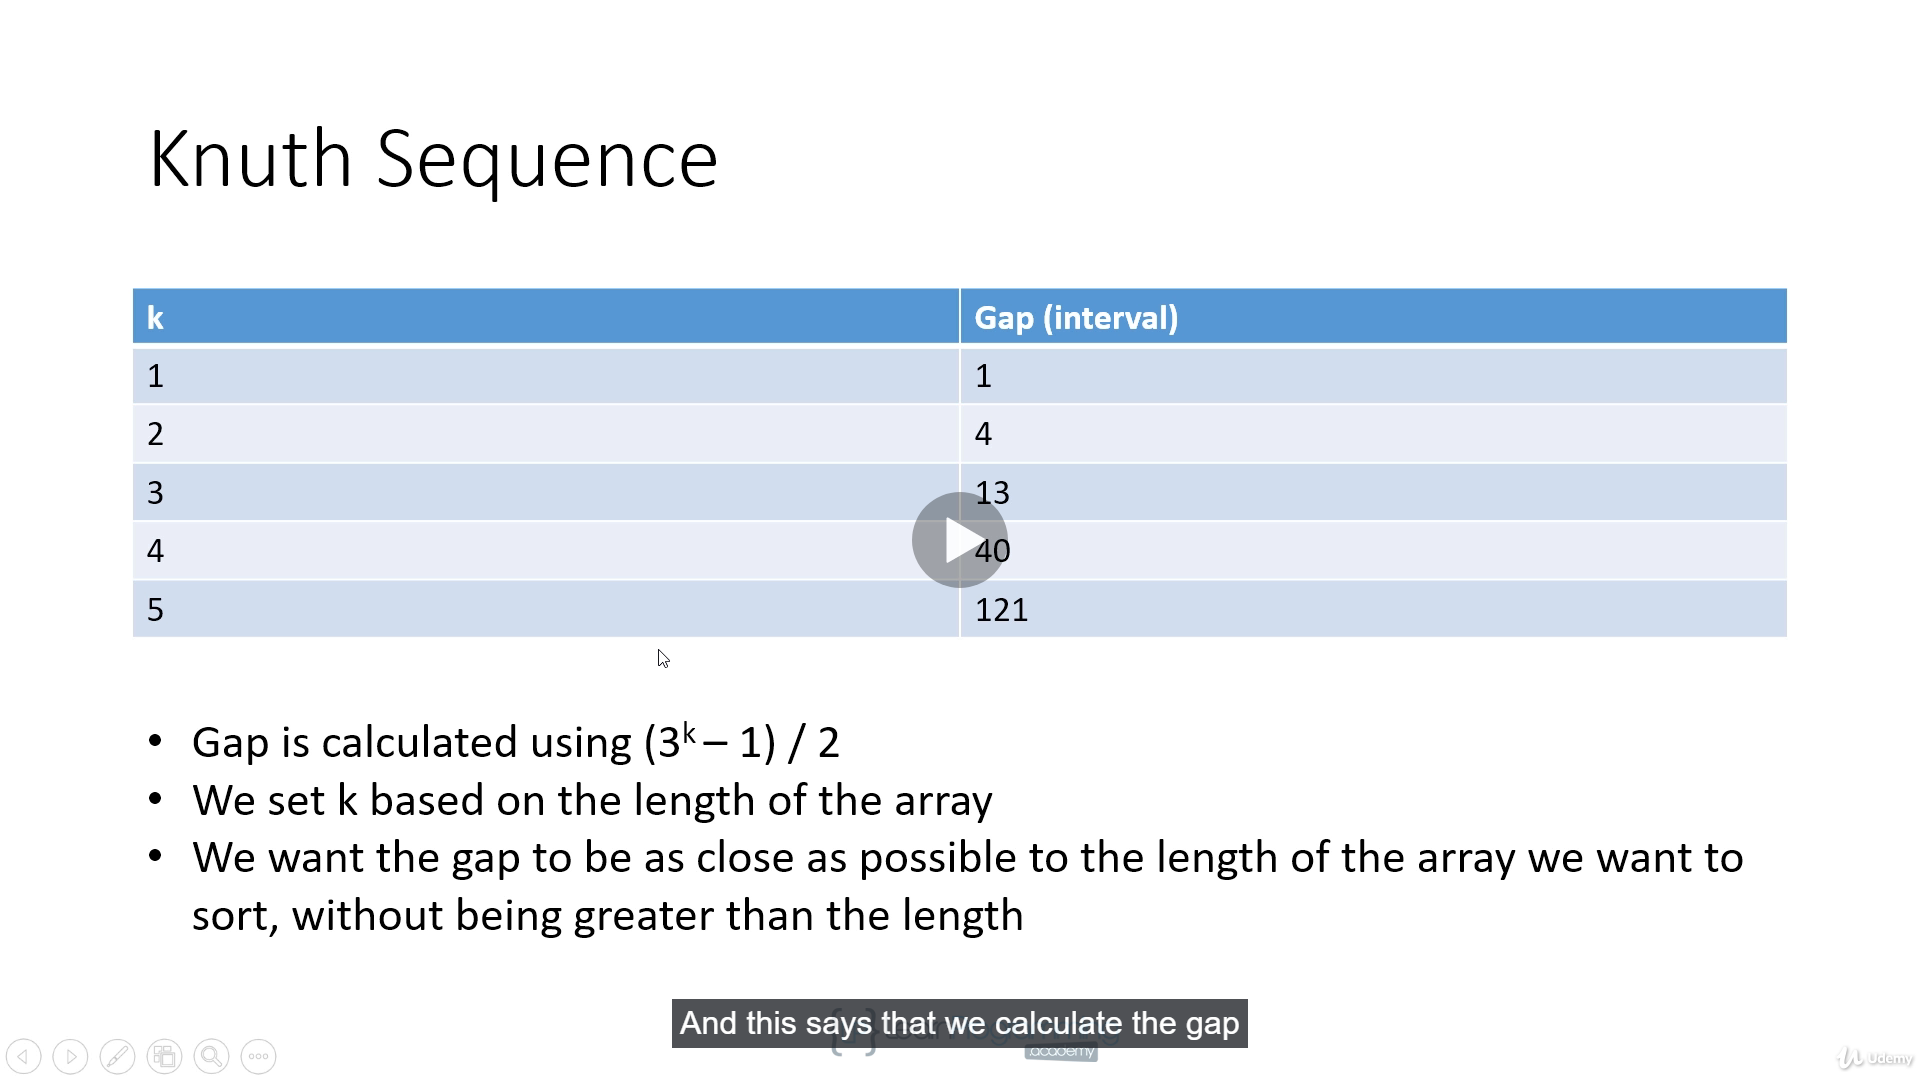 Knuth Sequence
k Gap (interval)
1 1
2 4
3 13
4 40
5 121
• Gap is calculated using (3ᵏ – 1) / 2
• We set k based on the length of the array
• We want the gap to be as close as possible to the length of the array we want to
sort, without being greater than the length
And this says that we calculate the gap
academy
Udemy